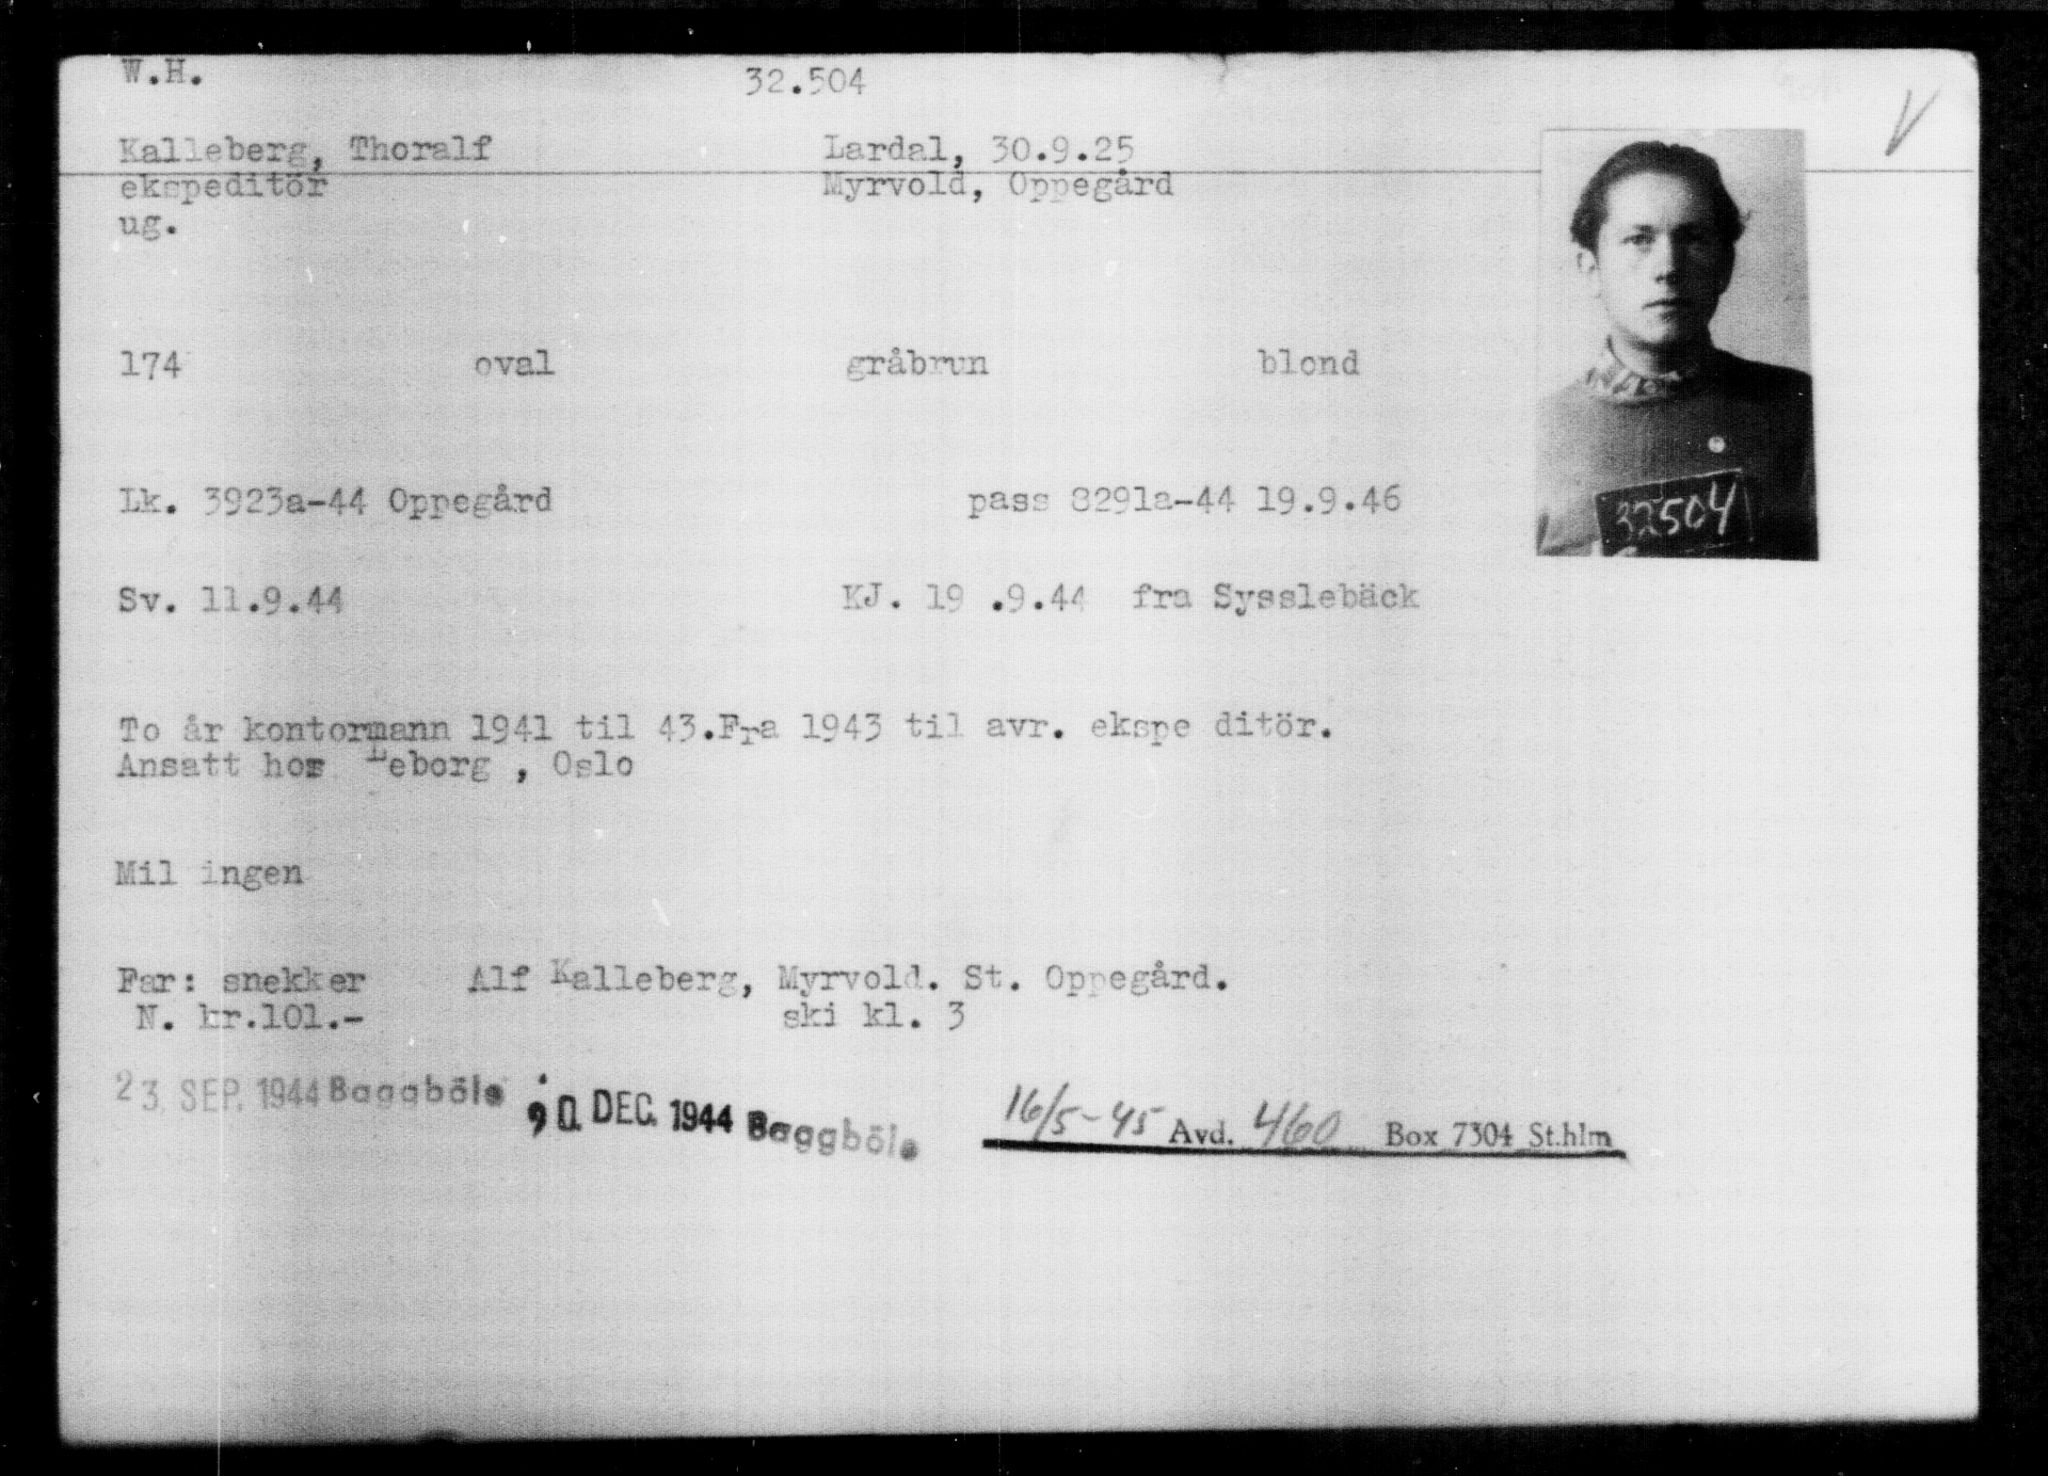 W.H. 32.504
V
Kalleberg, Thoralf Lardal, 30.9.25
ekspeditör Myrvold, Oppegård
ug.
174 oval gråbrun blond
Lk. 3923a-44 Oppegård pass 8291a-44 19.9.46
32504
Sv. 11.9.44 KJ. 19 .9.44 fra Sysslebäck
To år kontormann 1941 til 43.Fra 1943 til avr. ekspe ditör.
Ansatt hos Leborg , Oslo
Mil ingen
Far: snekker Alf Kalleberg, Myrvold. St. Oppegård.
N. kr.101.- ski kl. 3
23. SEP. 1944 Baggböle 20. DEC. 1944 Baggböle 16/5-45 Avd. 460 Box 7304 St.hlm